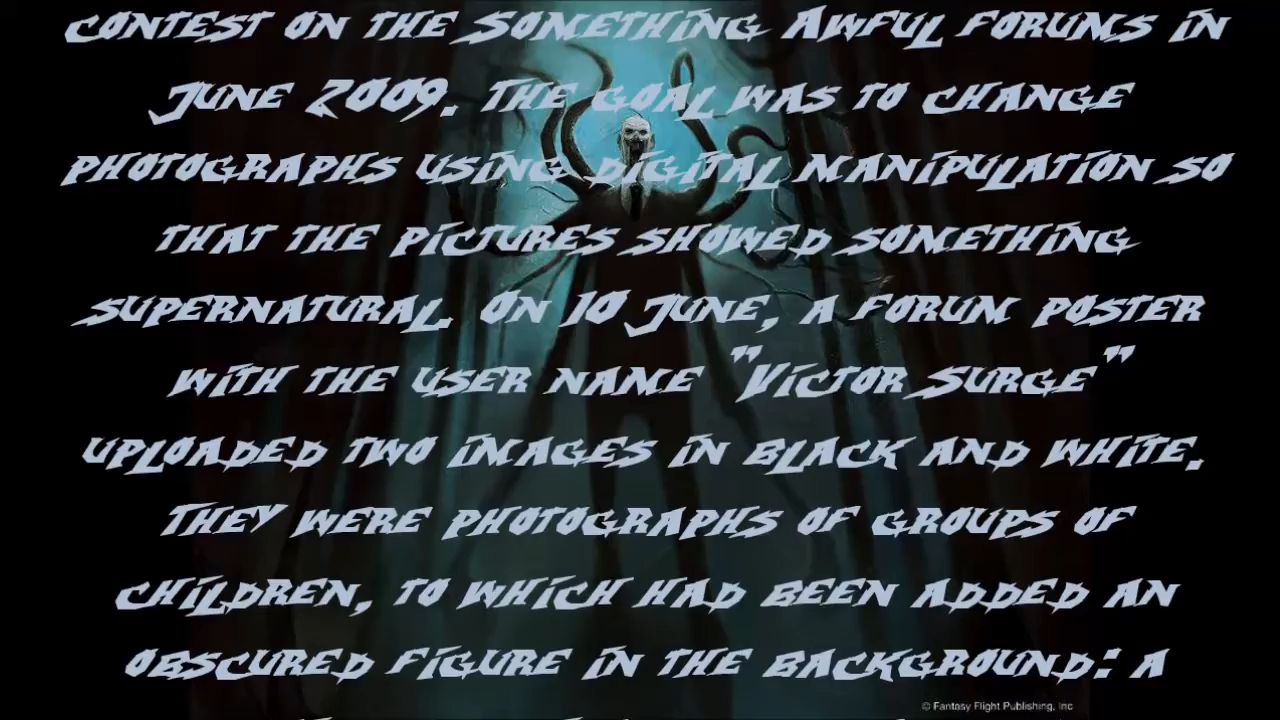 contest on the Something Awful forums in
June 2009. The goal was to change
photographs using digital manipulation so
that the pictures showed something
supernatural. On 10 June, a forum poster
with the user name "Victor Surge"
uploaded two images in black and white.
They were photographs of groups of
children, to which had been added an
obscured figure in the background: a
© Fantasy Flight Publishing, Inc